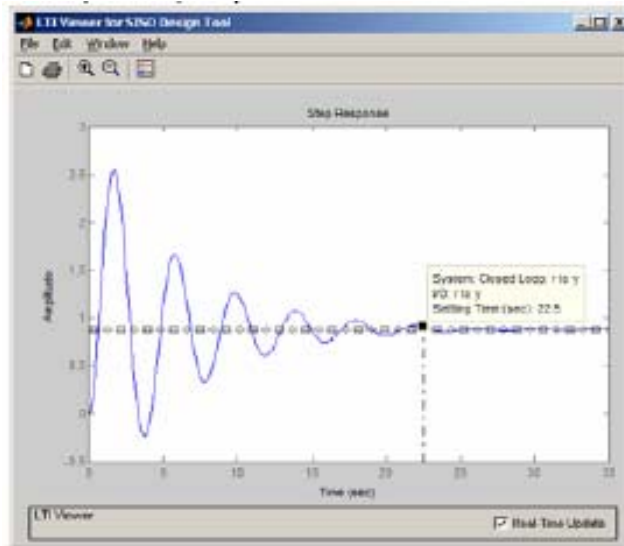 LTI Viewer for SISO Design Tool
File Edit Window Help
Step Response
3
2.5
2
1.5
1
0.5
0
-0.5
Amplitude
System: Closed Loop: r to y
I/O: r to y
Settling Time (sec): 22.5
0 5 10 15 20 25 30 35
Time (sec)
LTI Viewer
Real-Time Update